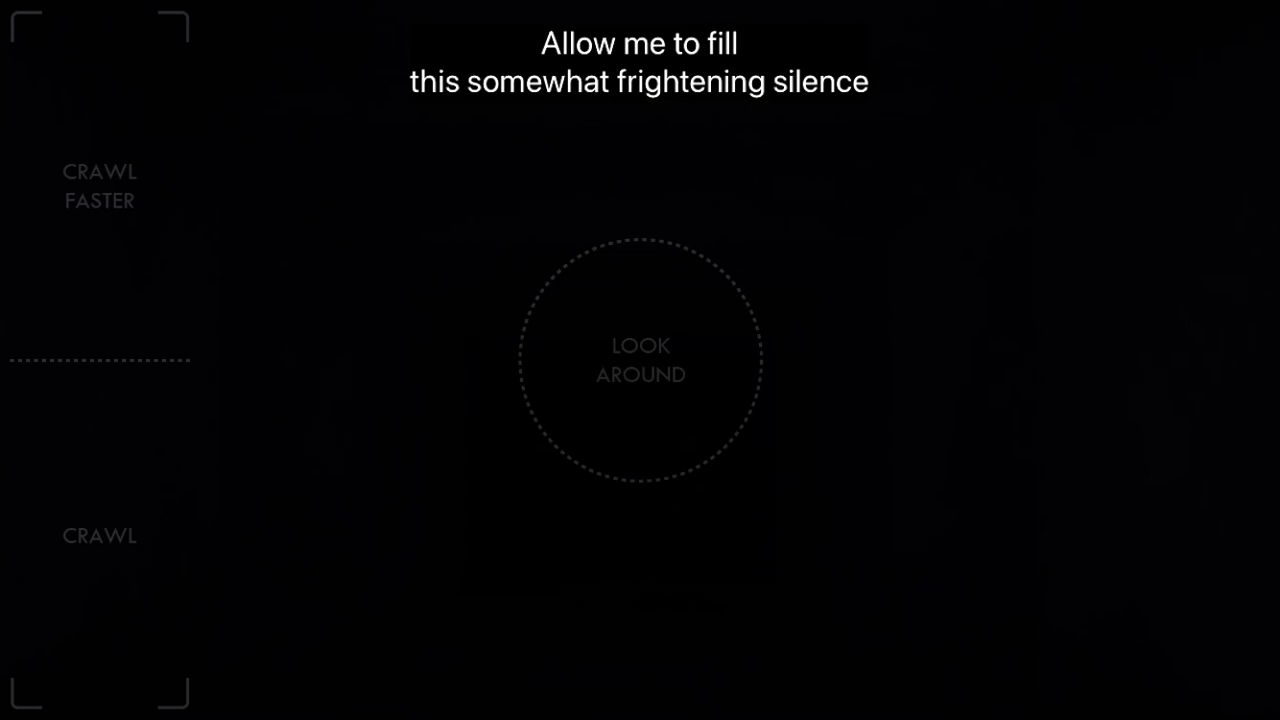 Allow me to fill
this somewhat frightening silence
CRAWL
FASTER
LOOK
AROUND
CRAWL